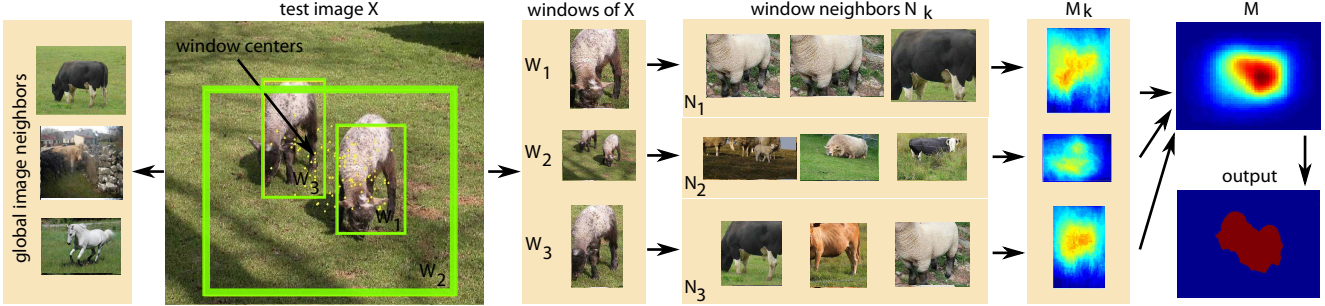 test image X
windows of X
window neighbors N k
M k
M
global image neighbors
window centers
W 3
W 1
W 2
W 1
W 2
W 3
N 1
N 2
N 3
output